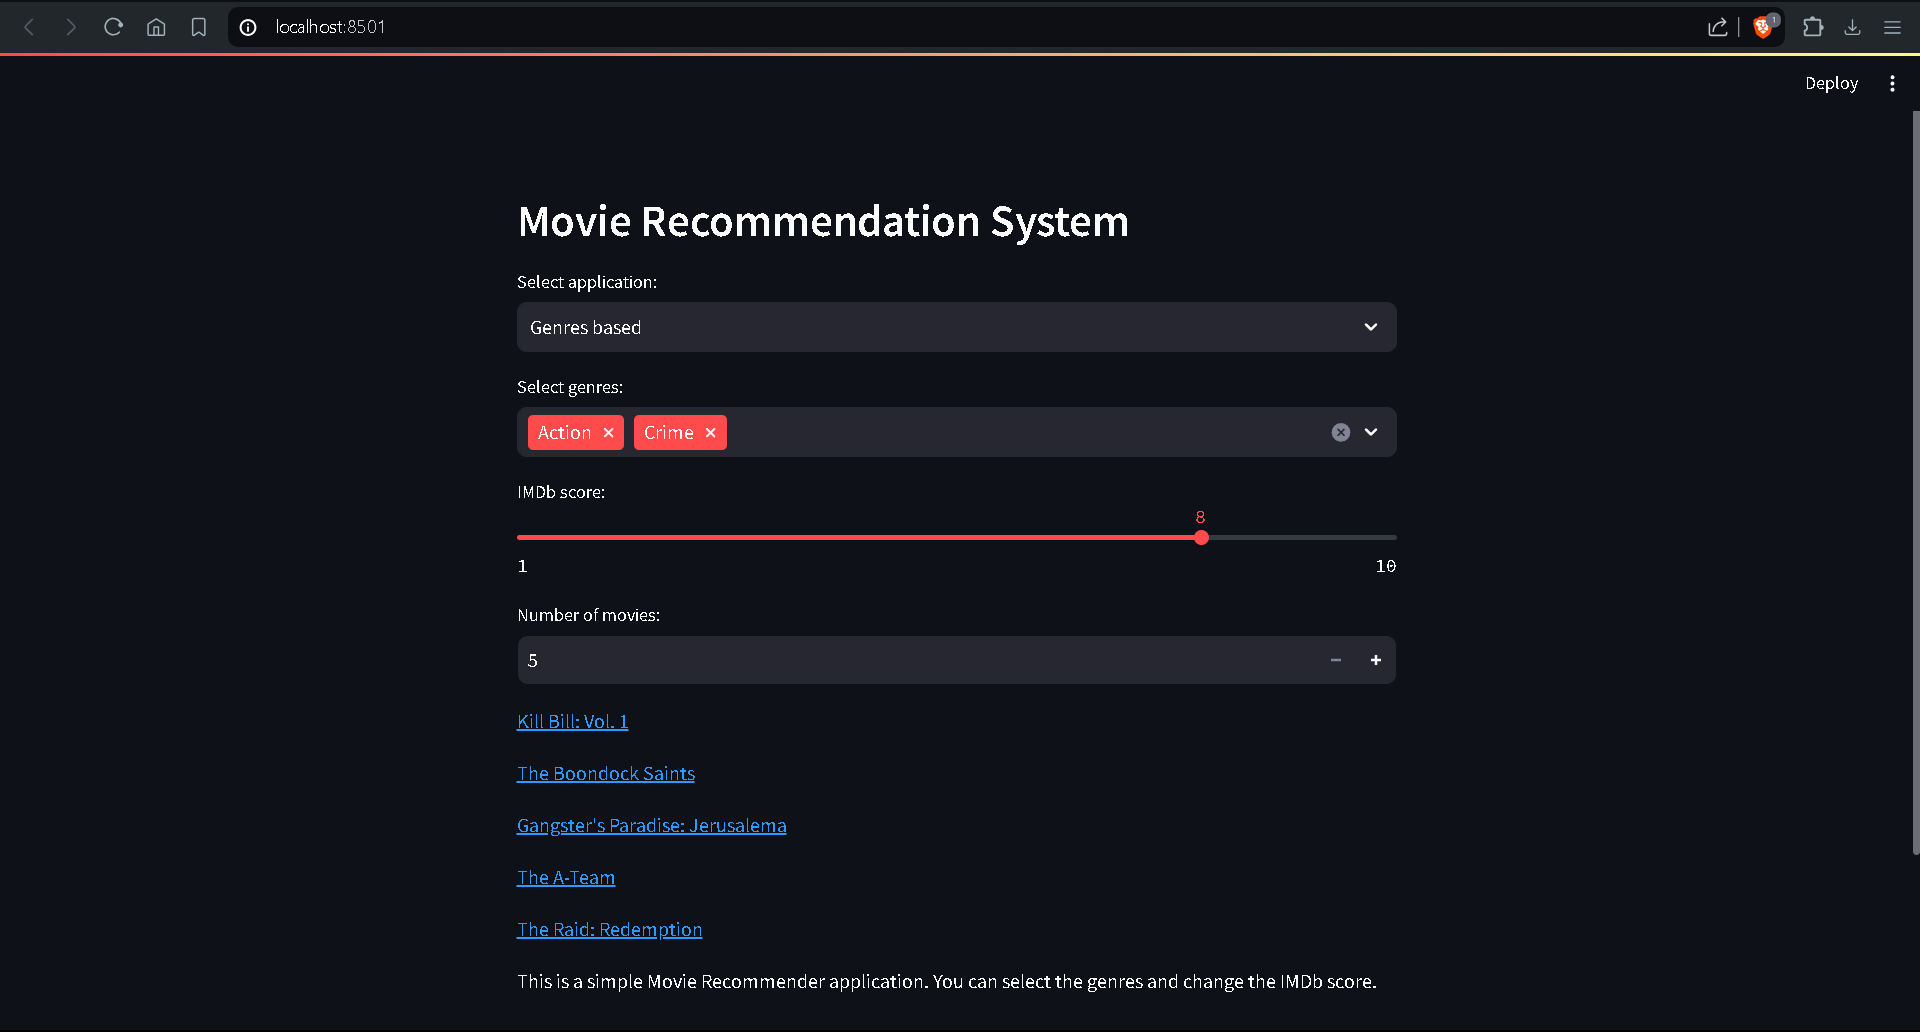 localhost:8501
1
Deploy
Movie Recommendation System
Select application:
Genres based
Select genres:
Action
Crime
IMDb score:
8
1
10
Number of movies:
5
Kill Bill: Vol. 1
The Boondock Saints
Gangster's Paradise: Jerusalema
The A-Team
The Raid: Redemption
This is a simple Movie Recommender application. You can select the genres and change the IMDb score.